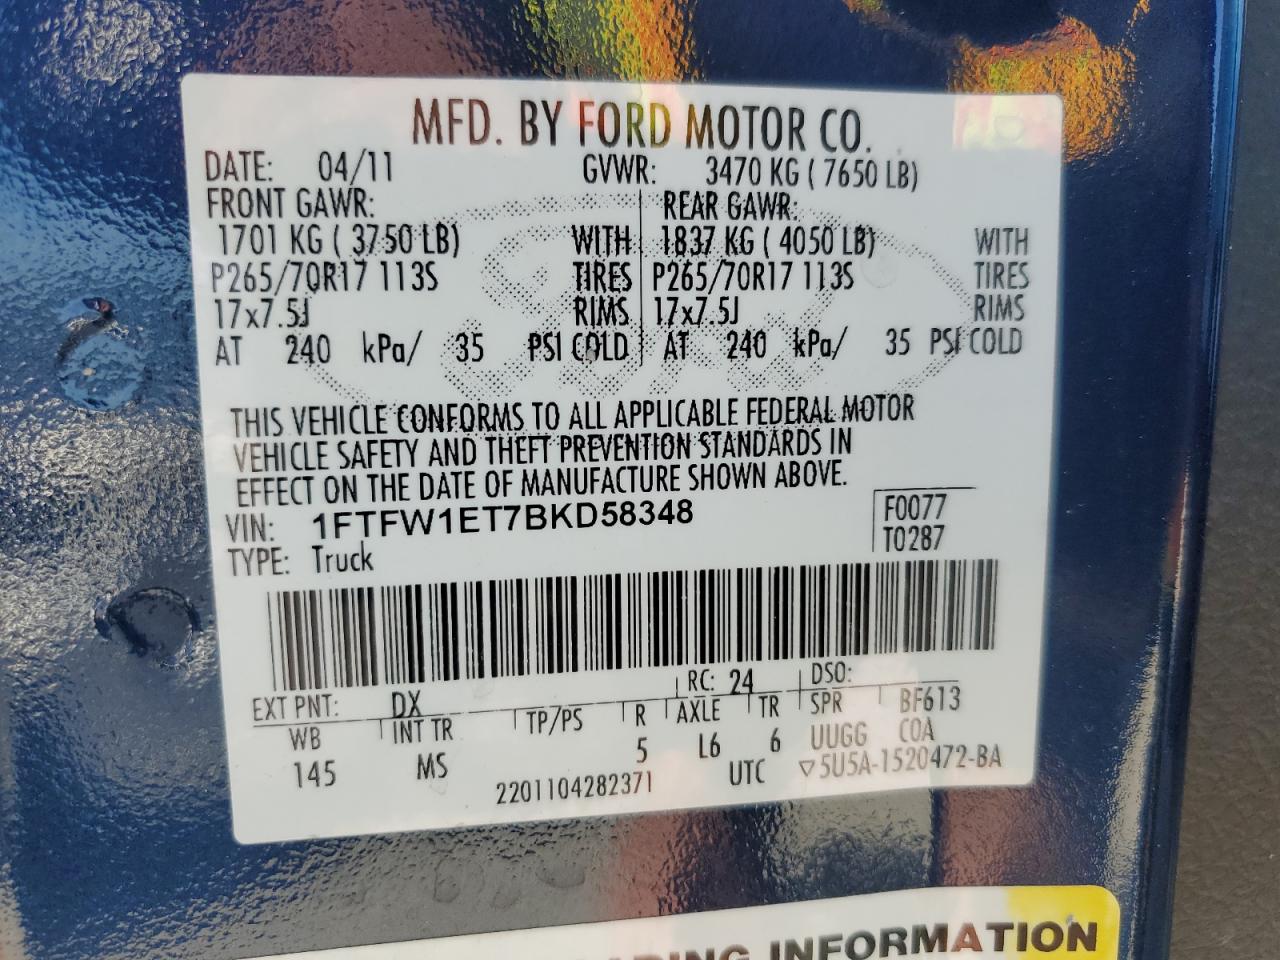 MFD. BY FORD MOTOR CO.
DATE: 04/11 GVWR: 3470 KG ( 7650 LB)
FRONT GAWR: REAR GAWR:
1701 KG ( 3750 LB) WITH 1837 KG ( 4050 LB) WITH
P265/70R17 113S TIRES P265/70R17 113S TIRES
17x7.5J RIMS 17x7.5J RIMS
AT 240 kPa/ 35 PSI COLD AT 240 kPa/ 35 PSI COLD
THIS VEHICLE CONFORMS TO ALL APPLICABLE FEDERAL MOTOR
VEHICLE SAFETY AND THEFT PREVENTION STANDARDS IN
EFFECT ON THE DATE OF MANUFACTURE SHOWN ABOVE.
VIN: 1FTFW1ET7BKD58348 F0077
TYPE: Truck T0287
EXT PNT: DX RC: 24 DSO:
WB INT TR TP/PS R AXLE TR SPR BF613
145 MS 5 L6 6 UUGG COA
2201104282371 UTC ▽5U5A-1520472-BA
INFORMATION